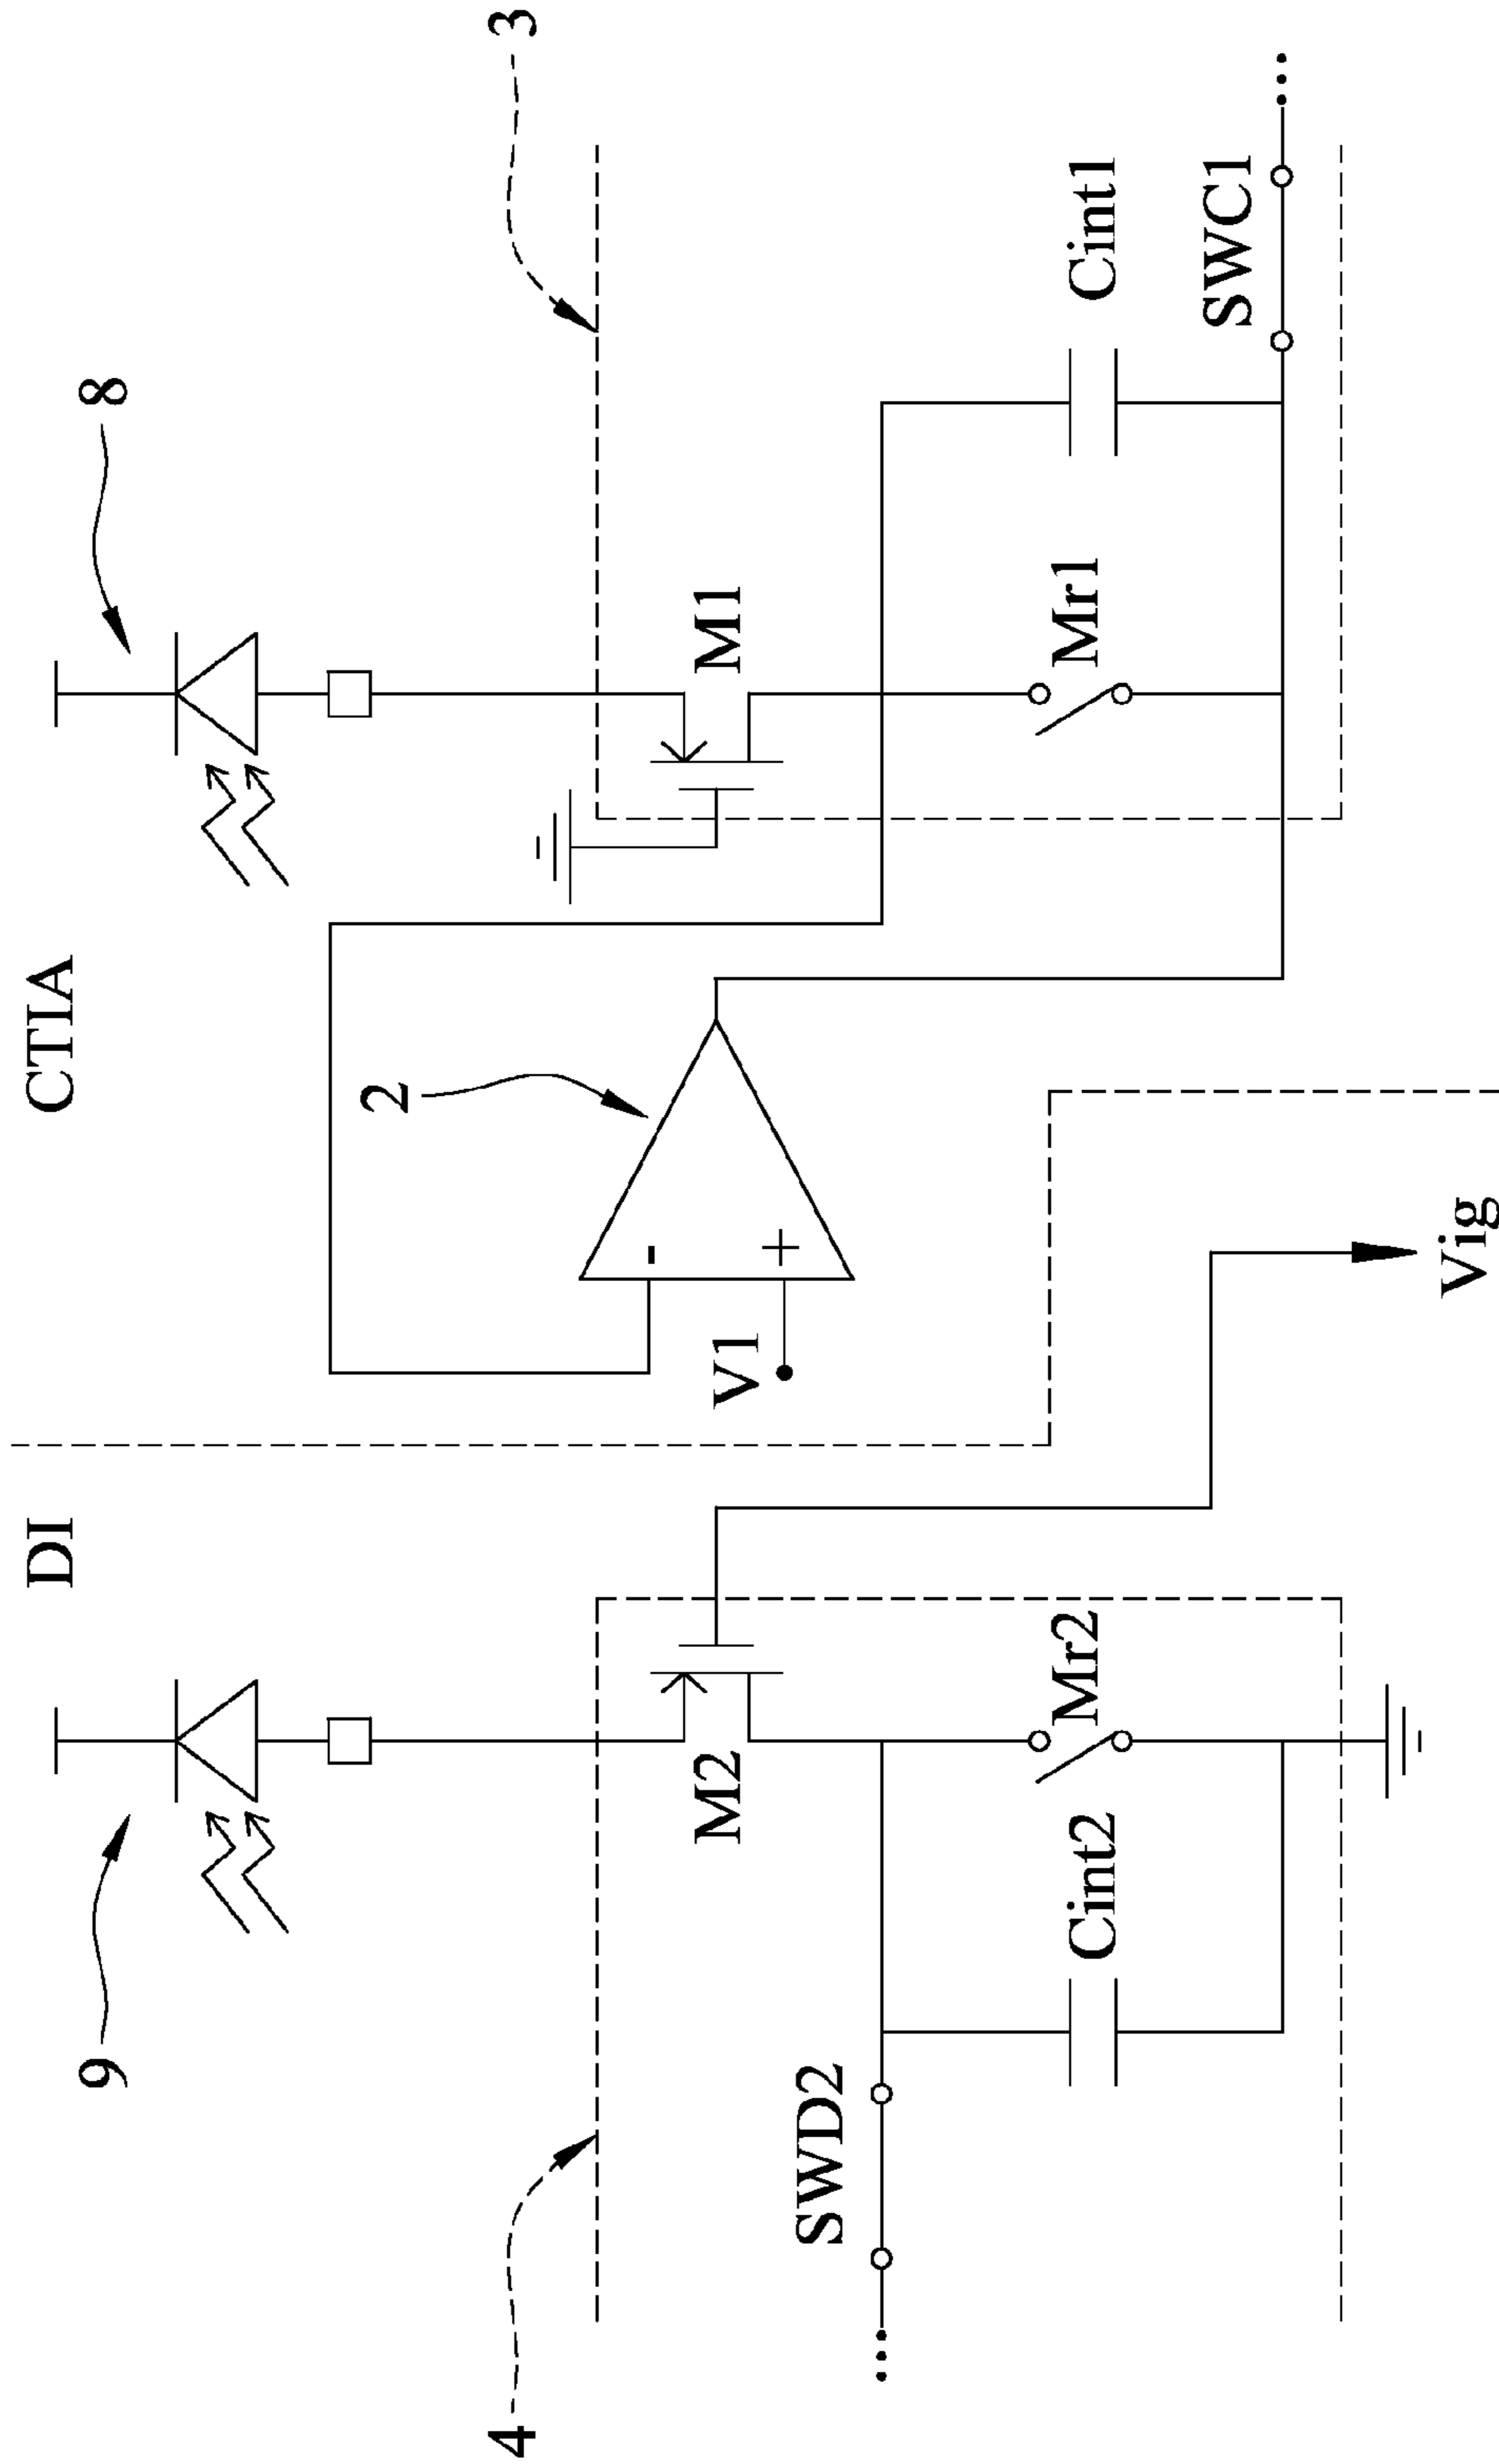 DI
CTIA
9
8
4
3
2
M2
M1
-
+
V1
SWD2
Cint2
Mr2
Mr1
Cint1
SWC1
Vig